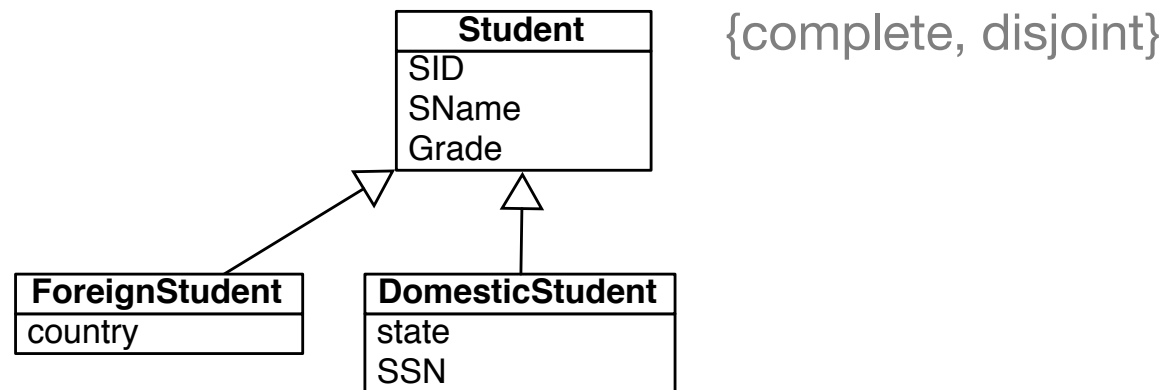 Student
{complete, disjoint}
SID
SName
Grade
ForeignStudent
country
DomesticStudent
state
SSN